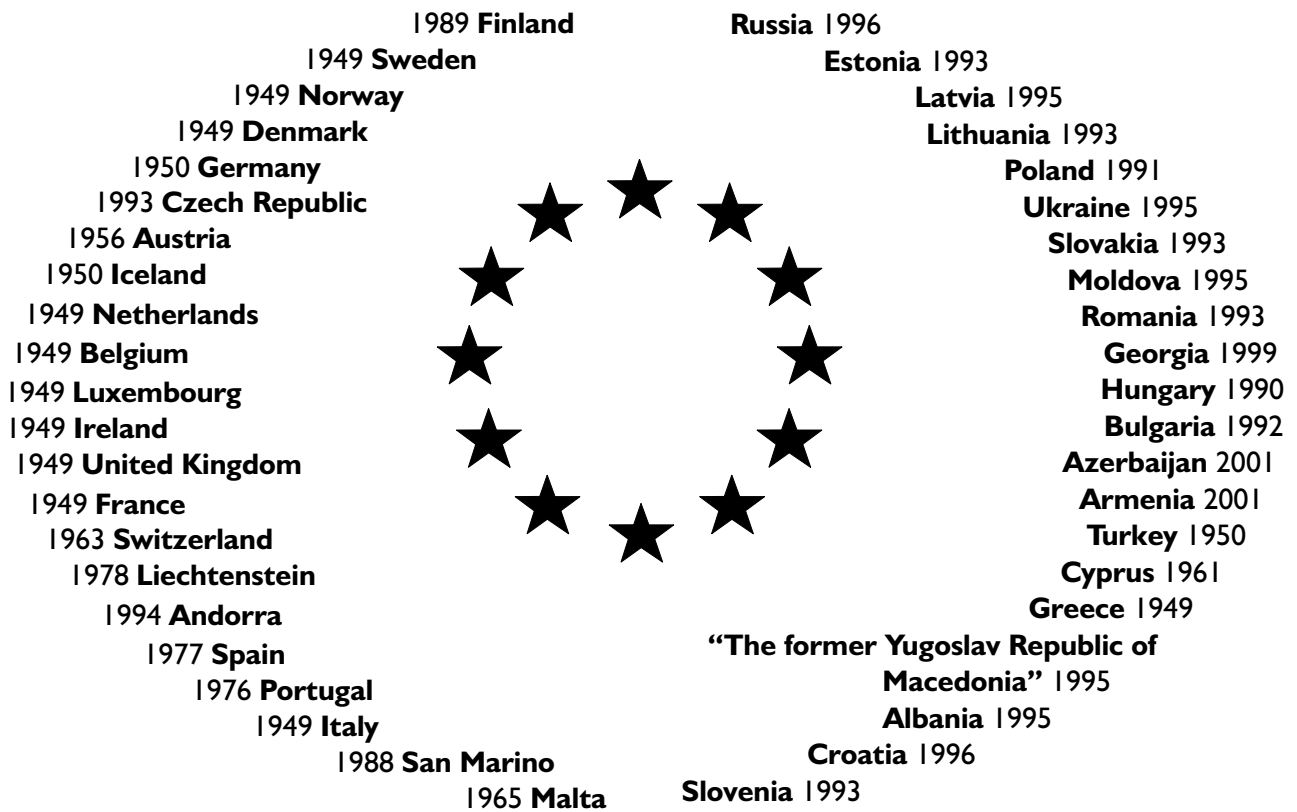 1989 Finland
1949 Sweden
1949 Norway
1949 Denmark
1950 Germany
1993 Czech Republic
1956 Austria
1950 Iceland
1949 Netherlands
1949 Belgium
1949 Luxembourg
1949 Ireland
1949 United Kingdom
1949 France
1963 Switzerland
1978 Liechtenstein
1994 Andorra
1977 Spain
1976 Portugal
1949 Italy
1988 San Marino
1965 Malta
Russia 1996
Estonia 1993
Latvia 1995
Lithuania 1993
Poland 1991
Ukraine 1995
Slovakia 1993
Moldova 1995
Romania 1993
Georgia 1999
Hungary 1990
Bulgaria 1992
Azerbaijan 2001
Armenia 2001
Turkey 1950
Cyprus 1961
Greece 1949
“The former Yugoslav Republic of
Macedonia” 1995
Albania 1995
Croatia 1996
Slovenia 1993